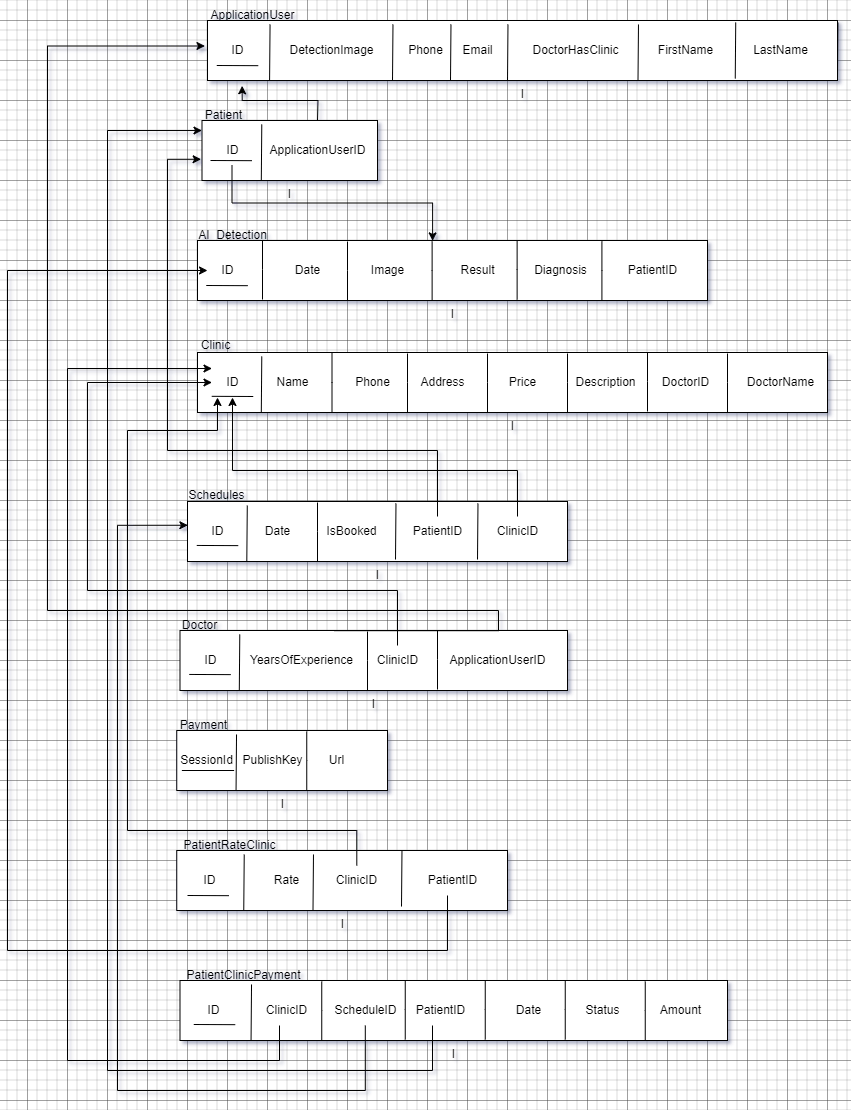 ApplicationUser
ID DetectionImage Phone Email DoctorHasClinic FirstName LastName
Patient
ID ApplicationUserID
AI_Detection
ID Date Image Result Diagnosis PatientID
Clinic
ID Name Phone Address Price Description DoctorID DoctorName
Schedules
ID Date IsBooked PatientID ClinicID
Doctor
ID YearsOfExperience ClinicID ApplicationUserID
Payment
SessionId PublishKey Url
PatientRateClinic
ID Rate ClinicID PatientID
PatientClinicPayment
ID ClinicID ScheduleID PatientID Date Status Amount